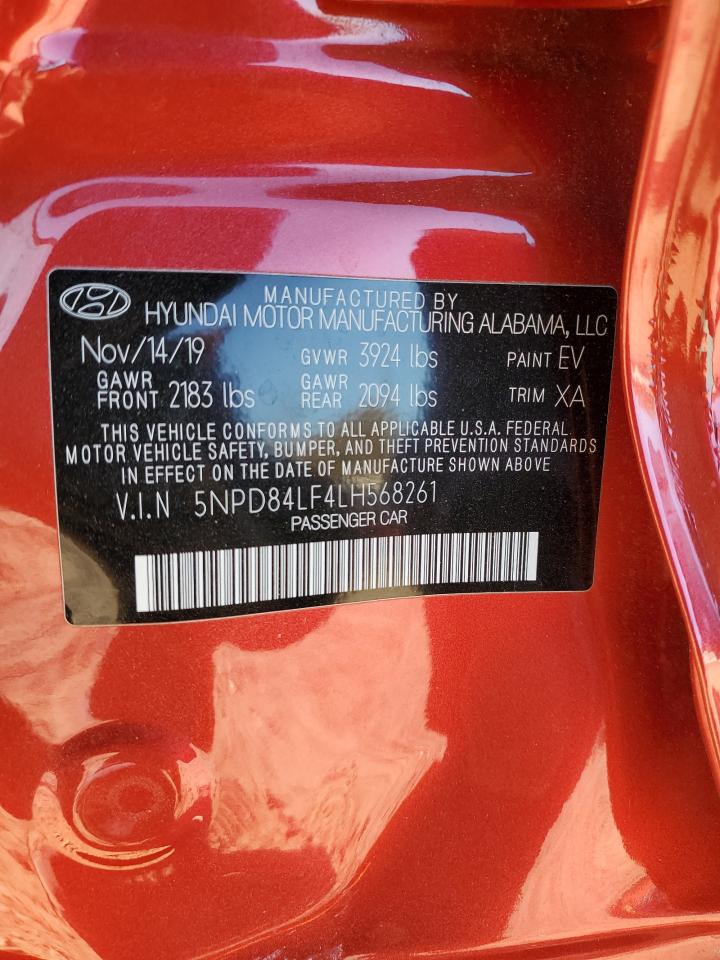 MANUFACTURED BY
HYUNDAI MOTOR MANUFACTURING ALABAMA, LLC
Nov/14/19 GVWR 3924 lbs PAINT EV
GAWR FRONT 2183 lbs GAWR REAR 2094 lbs TRIM XA
THIS VEHICLE CONFORMS TO ALL APPLICABLE U.S.A. FEDERAL
MOTOR VEHICLE SAFETY, BUMPER, AND THEFT PREVENTION STANDARDS
IN EFFECT ON THE DATE OF MANUFACTURE SHOWN ABOVE
V.I.N 5NPD84LF4LH568261
PASSENGER CAR